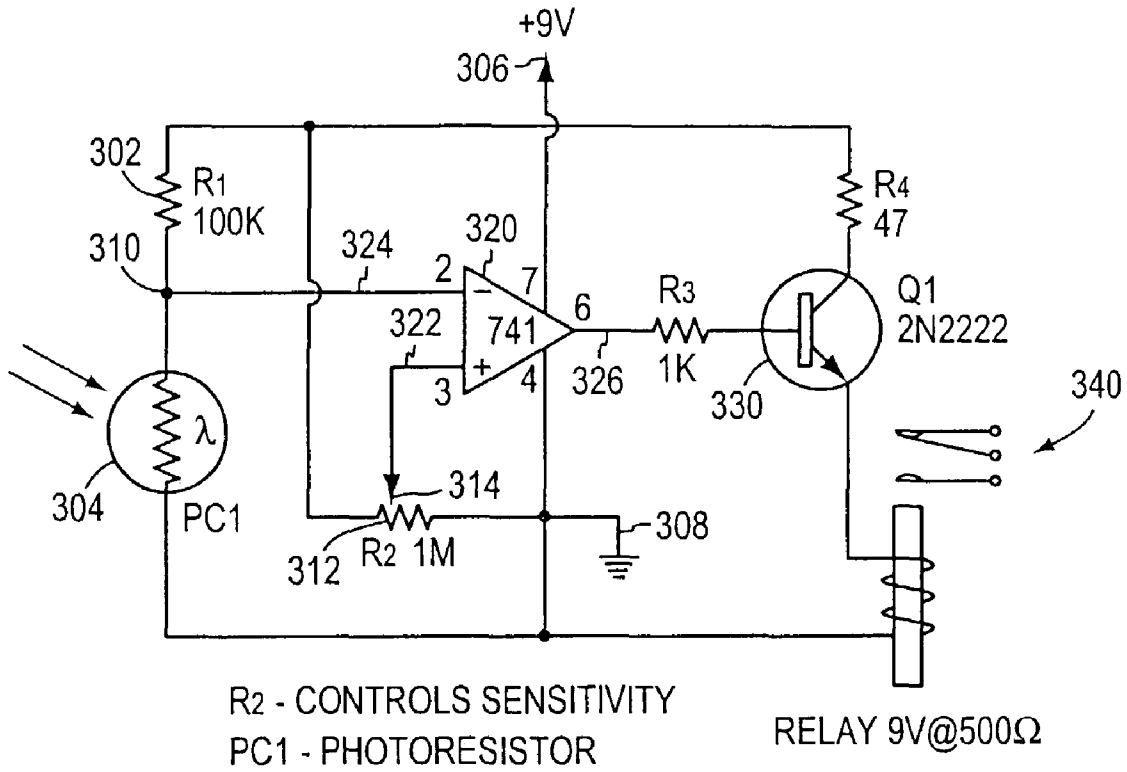 +9V
306
302
R1
100K
310
324
320
2
−
7
741
6
R3
1K
326
322
3
+
4
R4
47
Q1
2N2222
330
340
λ
304
PC1
314
312
R2 1M
308
R2 - CONTROLS SENSITIVITY
PC1 - PHOTORESISTOR
RELAY 9V@500Ω